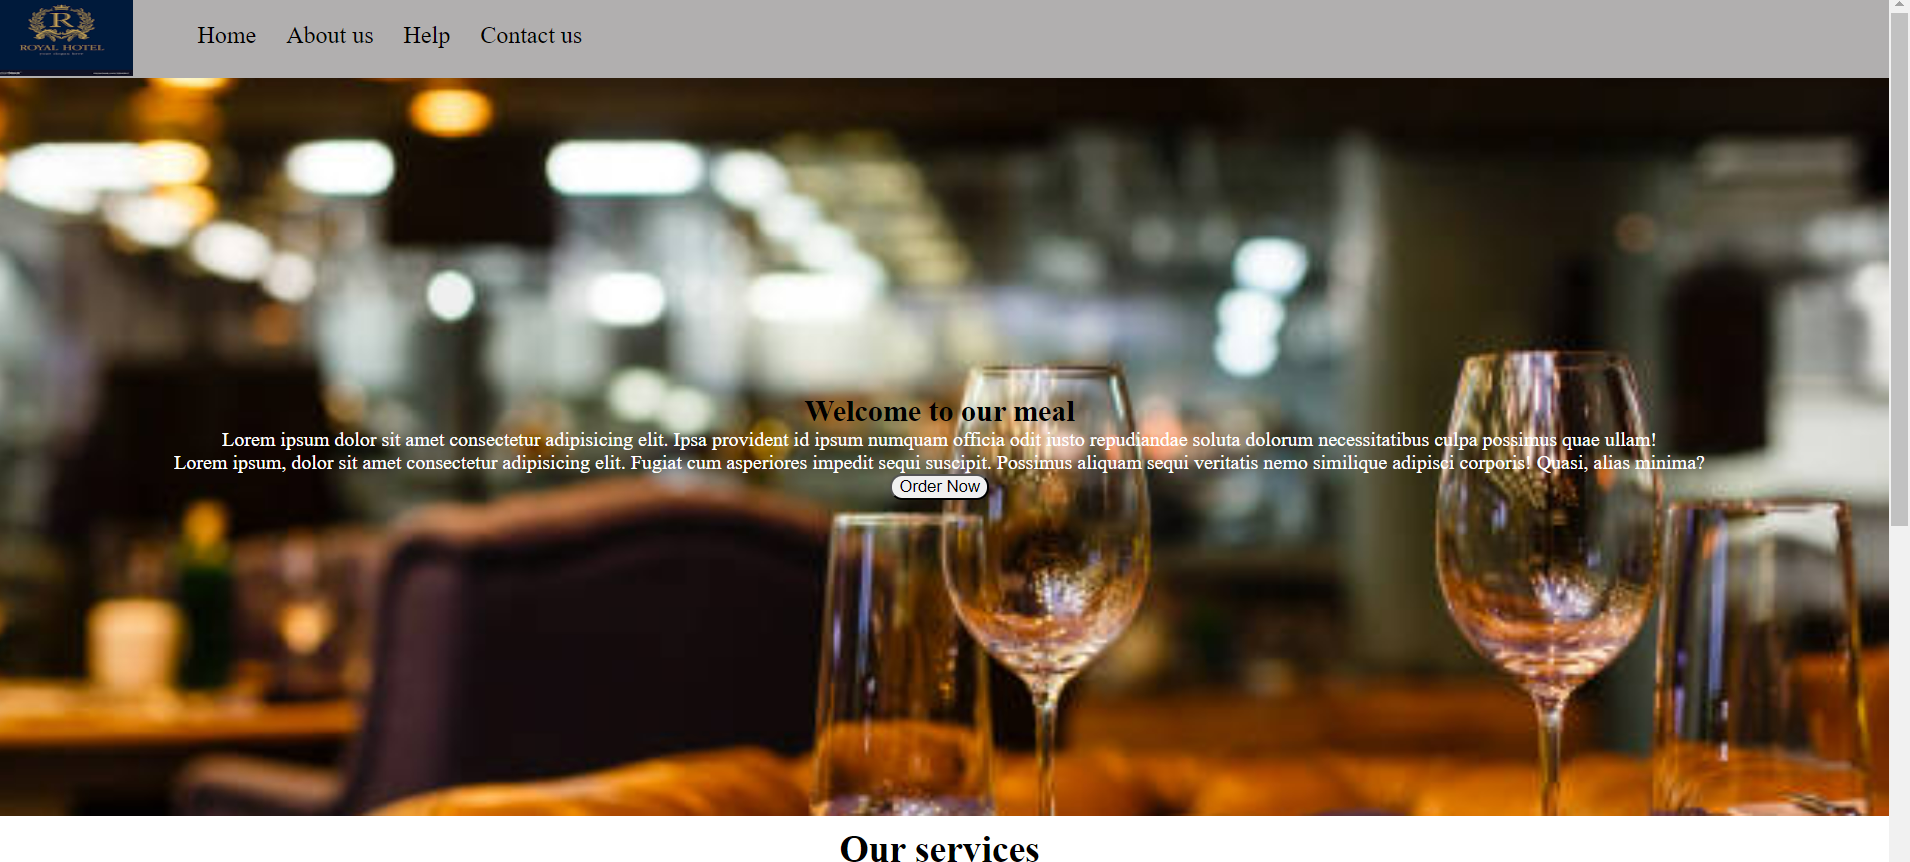 R
ROYAL HOTEL
Home About us Help Contact us
Welcome to our meal
Lorem ipsum dolor sit amet consectetur adipisicing elit. Ipsa provident id ipsum numquam officia odit iusto repudiandae soluta dolorum necessitatibus culpa possimus quae ullam!
Lorem ipsum, dolor sit amet consectetur adipisicing elit. Fugiat cum asperiores impedit sequi suscipit. Possimus aliquam sequi veritatis nemo similique adipisci corporis! Quasi, alias minima?
Order Now
Our services